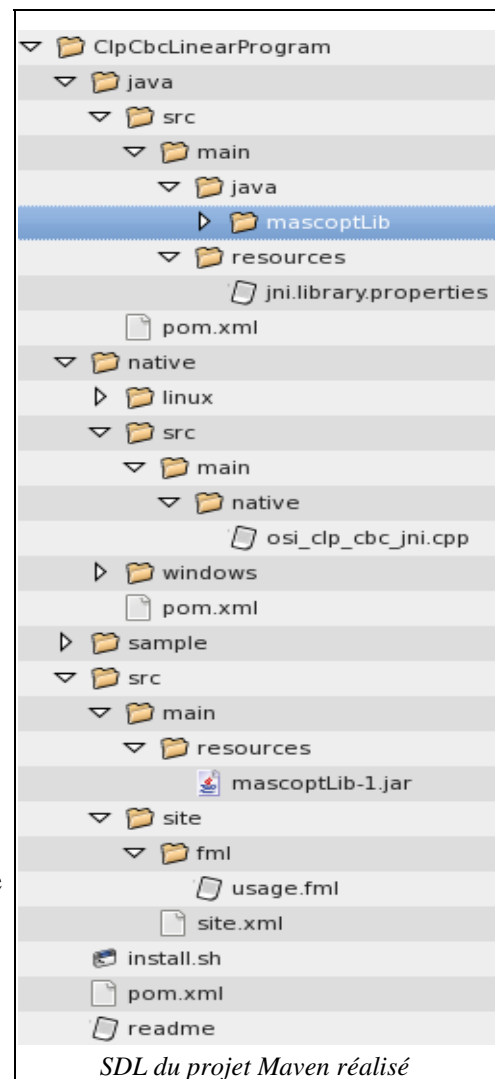 ClpCbcLinearProgram
java
src
main
java
mascoptLib
resources
jni.library.properties
pom.xml
native
linux
src
main
native
osi_clp_cbc_jni.cpp
windows
pom.xml
sample
src
main
resources
mascoptLib-1.jar
site
fml
usage.fml
site.xml
install.sh
pom.xml
readme
SDL du projet Maven réalisé